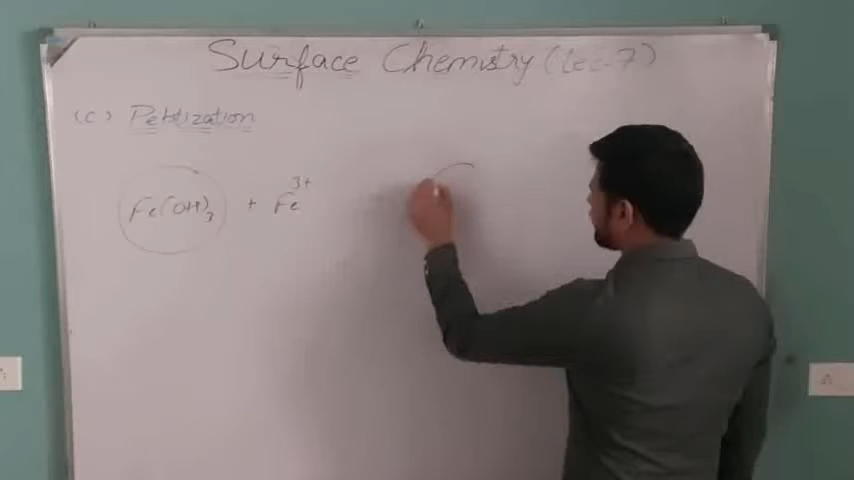 Surface Chemistry (Lec-7)
(C) Peptization
Fe(OH)3 + Fe3+